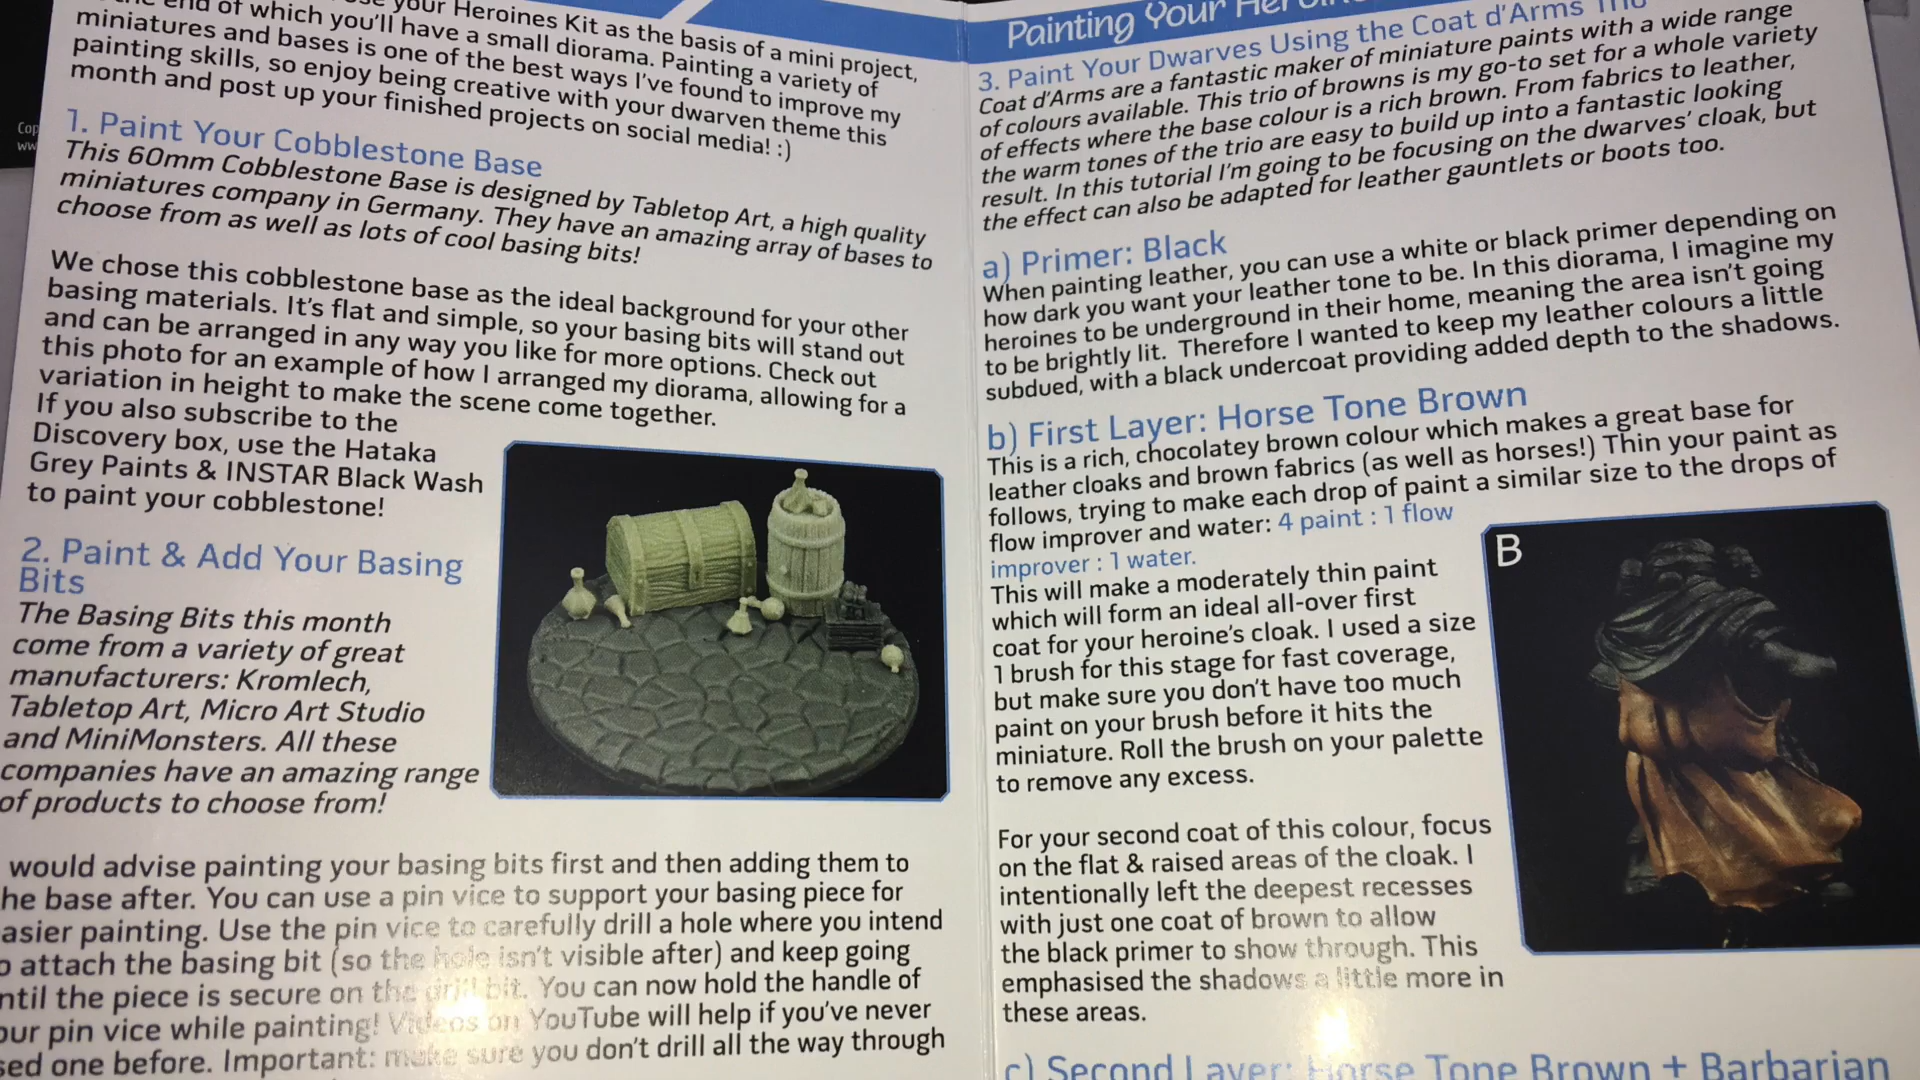 your Heroines Kit as the basis of a mini project,
end of which you'll have a small diorama. Painting a variety of
miniatures and bases is one of the best ways I've found to improve my
painting skills, so enjoy being creative with your dwarven theme this
month and post up your finished projects on social media! :)
1. Paint Your Cobblestone Base
This 60mm Cobblestone Base is designed by Tabletop Art, a high quality
miniatures company in Germany. They have an amazing array of bases to
choose from as well as lots of cool basing bits!
We chose this cobblestone base as the ideal background for your other
basing materials. It's flat and simple, so your basing bits will stand out
and can be arranged in any way you like for more options. Check out
this photo for an example of how I arranged my diorama, allowing for a
variation in height to make the scene come together.
If you also subscribe to the
Discovery box, use the Hataka
Grey Paints & INSTAR Black Wash
to paint your cobblestone!
2. Paint & Add Your Basing
Bits
The Basing Bits this month
come from a variety of great
manufacturers: Kromlech,
Tabletop Art, Micro Art Studio
and MiniMonsters. All these
companies have an amazing range
of products to choose from!
would advise painting your basing bits first and then adding them to
he base after. You can use a pin vice to support your basing piece for
asier painting. Use the pin vice to carefully drill a hole where you intend
o attach the basing bit (so the hole isn't visible after) and keep going
ntil the piece is secure on the drill bit. You can now hold the handle of
our pin vice while painting! Videos on YouTube will help if you've never
sed one before. Important: make sure you don't drill all the way through
Painting Your
3. Paint Your Dwarves Using the Coat d'Arms
Coat d'Arms are a fantastic maker of miniature paints with a wide range
of colours available. This trio of browns is my go-to set for a whole variety
of effects where the base colour is a rich brown. From fabrics to leather,
the warm tones of the trio are easy to build up into a fantastic looking
result. In this tutorial I'm going to be focusing on the dwarves' cloak, but
the effect can also be adapted for leather gauntlets or boots too.
a) Primer: Black
When painting leather, you can use a white or black primer depending on
how dark you want your leather tone to be. In this diorama, I imagine my
heroines to be underground in their home, meaning the area isn't going
to be brightly lit. Therefore I wanted to keep my leather colours a little
subdued, with a black undercoat providing added depth to the shadows.
b) First Layer: Horse Tone Brown
This is a rich, chocolatey brown colour which makes a great base for
leather cloaks and brown fabrics (as well as horses!) Thin your paint as
follows, trying to make each drop of paint a similar size to the drops of
flow improver and water: 4 paint : 1 flow
improver : 1 water.
This will make a moderately thin paint
which will form an ideal all-over first
coat for your heroine's cloak. I used a size
1 brush for this stage for fast coverage,
but make sure you don't have too much
paint on your brush before it hits the
miniature. Roll the brush on your palette
to remove any excess.
B
For your second coat of this colour, focus
on the flat & raised areas of the cloak. I
intentionally left the deepest recesses
with just one coat of brown to allow
the black primer to show through. This
emphasised the shadows a little more in
these areas.
c) Second Layer: Horse Tone Brown + Barbarian